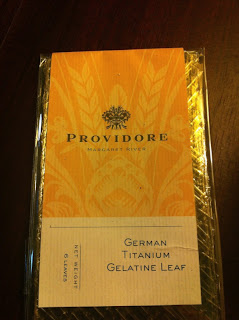 PROVIDORE
MARGARET RIVER
GERMAN
TITANIUM
GELATINE LEAF
NET WEIGHT
6 LEAVES